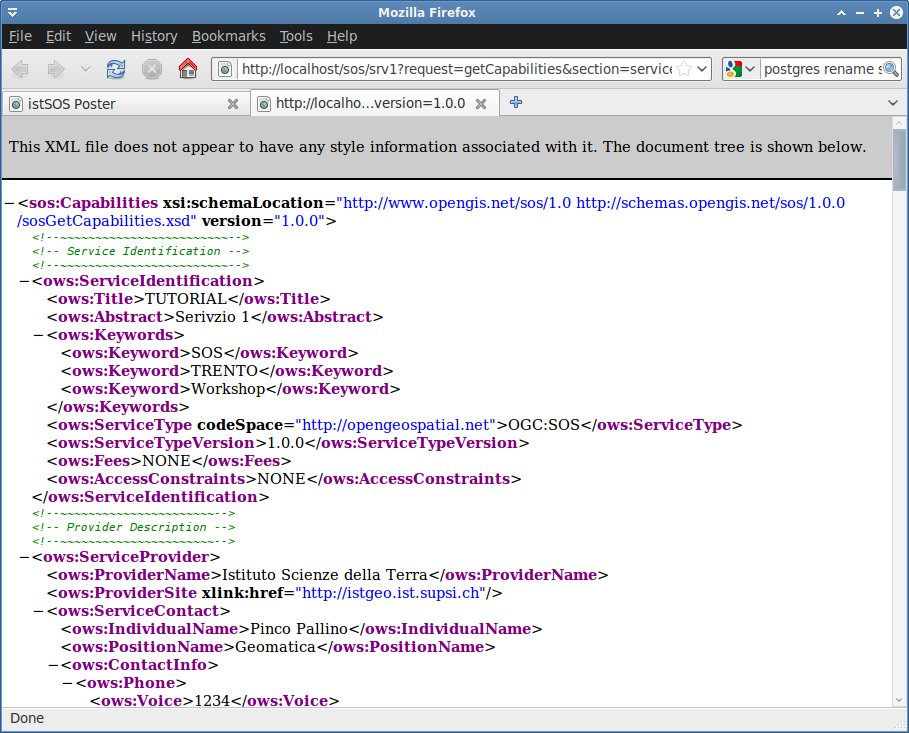 Mozilla Firefox
File Edit View History Bookmarks Tools Help
http://localhost/sos/srv1?request=getCapabilities&section=service postgres rename s
istSOS Poster http://localho...version=1.0.0
This XML file does not appear to have any style information associated with it. The document tree is shown below.
−<sos:Capabilities xsi:schemaLocation="http://www.opengis.net/sos/1.0 http://schemas.opengis.net/sos/1.0.0
/sosGetCapabilities.xsd" version="1.0.0">
<!--~~~~~~~~~~~~~~~~~~~~~~~~-->
<!-- Service Identification -->
<!--~~~~~~~~~~~~~~~~~~~~~~~~-->
−<ows:ServiceIdentification>
<ows:Title>TUTORIAL</ows:Title>
<ows:Abstract>Serivzio 1</ows:Abstract>
−<ows:Keywords>
<ows:Keyword>SOS</ows:Keyword>
<ows:Keyword>TRENTO</ows:Keyword>
<ows:Keyword>Workshop</ows:Keyword>
</ows:Keywords>
<ows:ServiceType codeSpace="http://opengeospatial.net">OGC:SOS</ows:ServiceType>
<ows:ServiceTypeVersion>1.0.0</ows:ServiceTypeVersion>
<ows:Fees>NONE</ows:Fees>
<ows:AccessConstraints>NONE</ows:AccessConstraints>
</ows:ServiceIdentification>
<!--~~~~~~~~~~~~~~~~~~~~~~-->
<!-- Provider Description -->
<!--~~~~~~~~~~~~~~~~~~~~~~-->
−<ows:ServiceProvider>
<ows:ProviderName>Istituto Scienze della Terra</ows:ProviderName>
<ows:ProviderSite xlink:href="http://istgeo.ist.supsi.ch"/>
−<ows:ServiceContact>
<ows:IndividualName>Pinco Pallino</ows:IndividualName>
<ows:PositionName>Geomatica</ows:PositionName>
−<ows:ContactInfo>
−<ows:Phone>
<ows:Voice>1234</ows:Voice>
Done